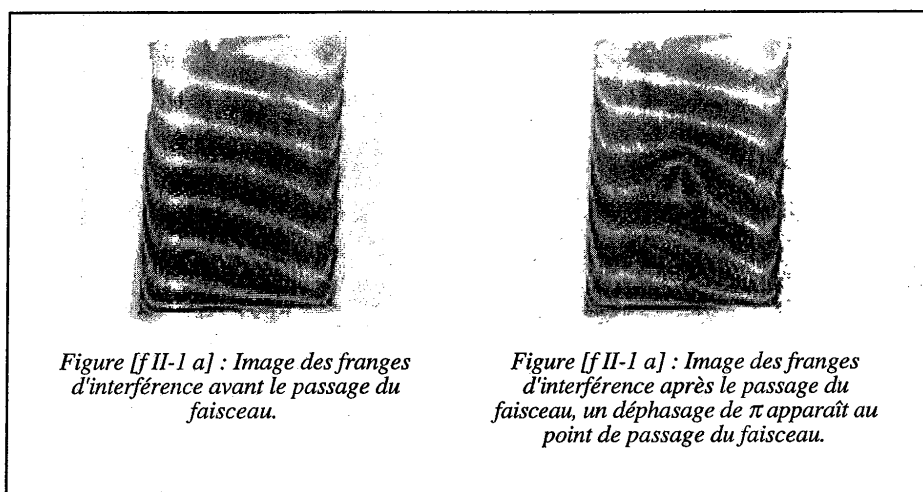 Figure [f II-1 a] : Image des franges
d'interférence avant le passage du
faisceau.
Figure [f II-1 a] : Image des franges
d'interférence après le passage du
faisceau, un déphasage de π apparaît au
point de passage du faisceau.